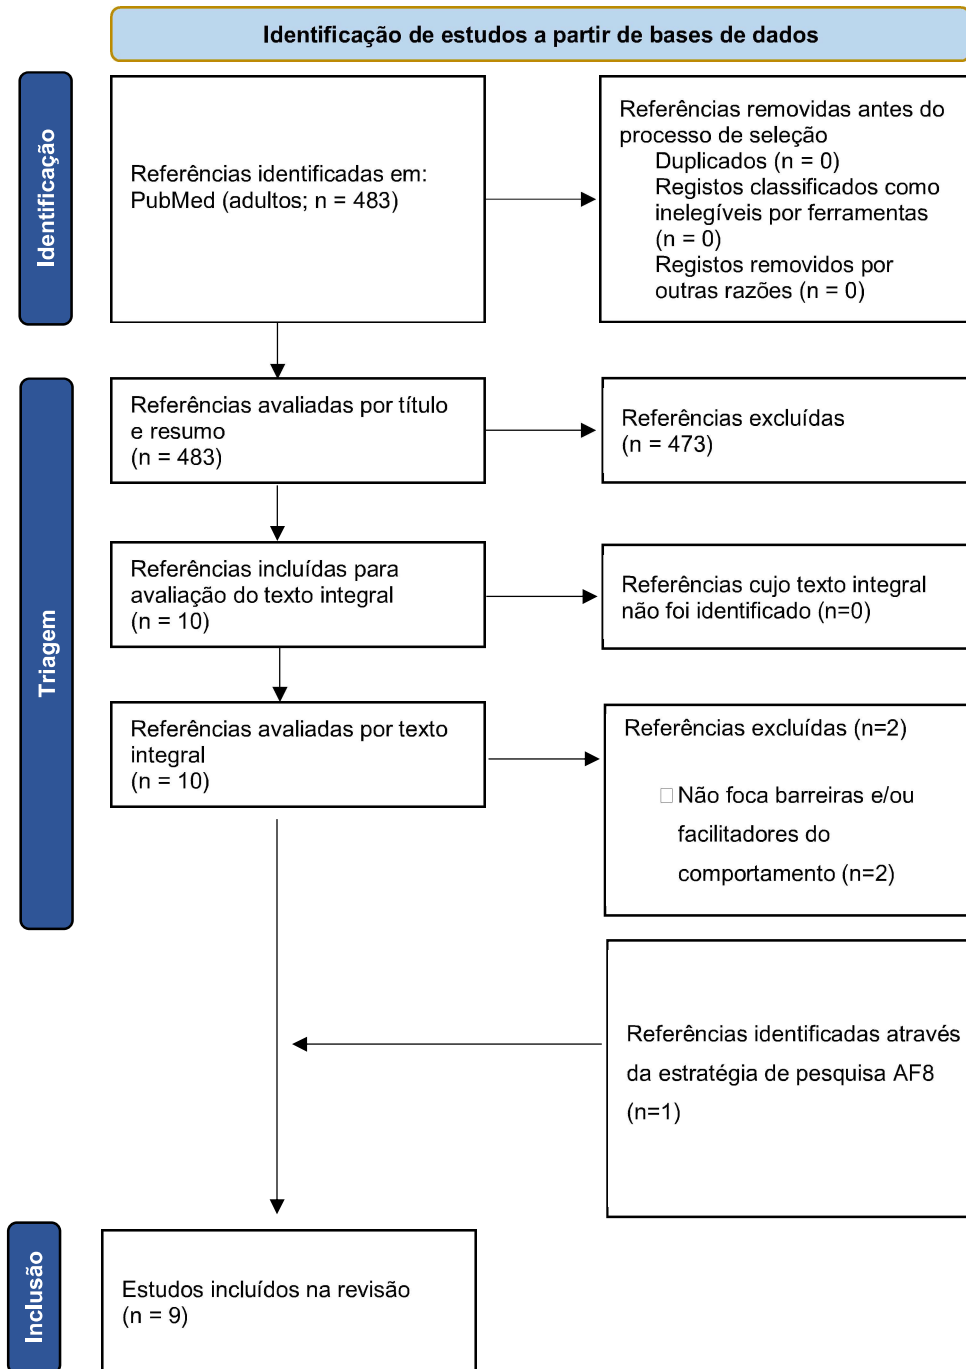 Identificação de estudos a partir de bases de dados
Identificação
Referências identificadas em:
PubMed (adultos; n = 483)
Referências removidas antes do
processo de seleção
Duplicados (n = 0)
Registos classificados como
inelegíveis por ferramentas
(n = 0)
Registos removidos por
outras razões (n = 0)
Triagem
Referências avaliadas por título
e resumo
(n = 483)
Referências excluídas
(n = 473)
Referências incluídas para
avaliação do texto integral
(n = 10)
Referências cujo texto integral
não foi identificado (n=0)
Referências avaliadas por texto
integral
(n = 10)
Referências excluídas (n=2)
Não foca barreiras e/ou
facilitadores do
comportamento (n=2)
Referências identificadas através
da estratégia de pesquisa AF8
(n=1)
Inclusão
Estudos incluídos na revisão
(n = 9)